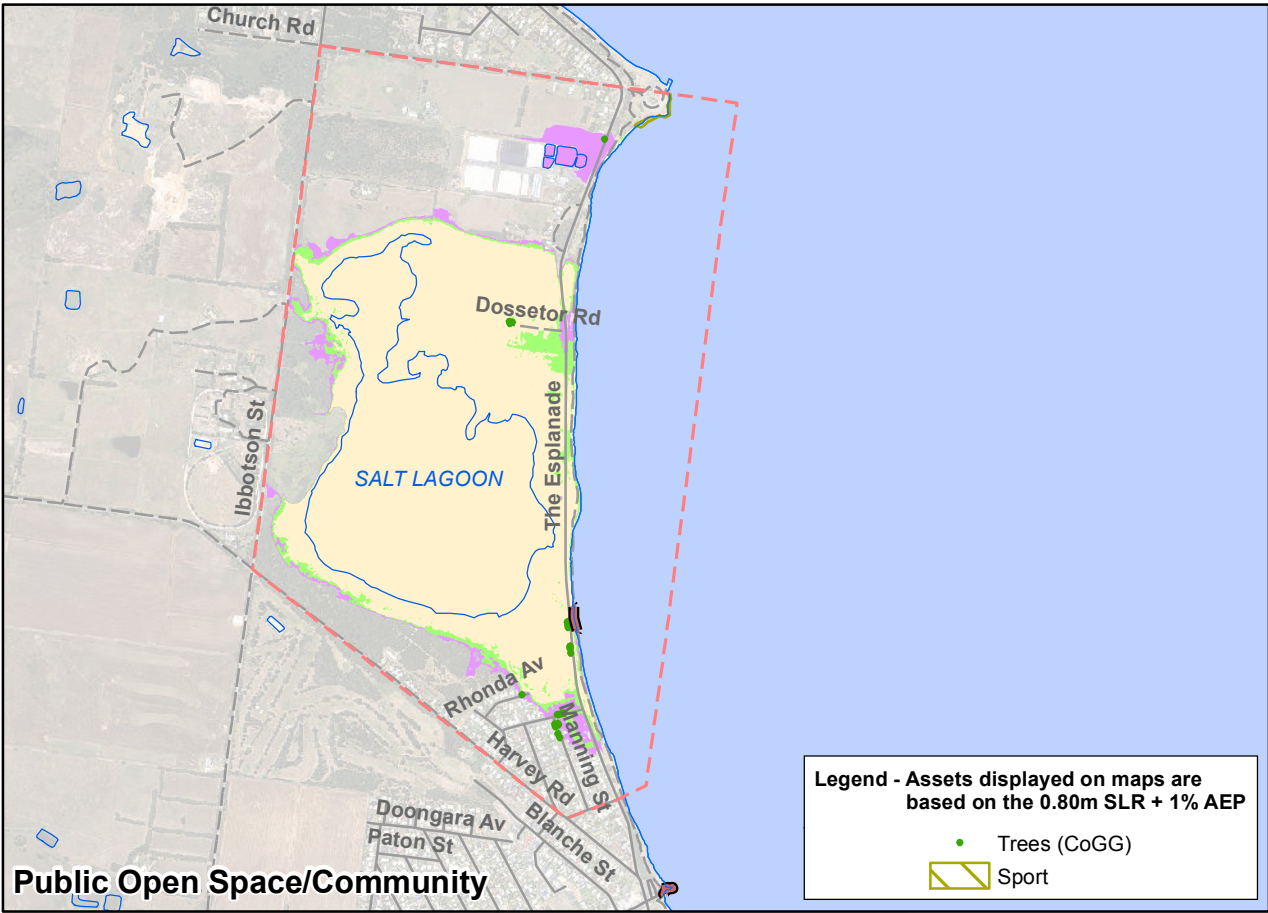 Church Rd
Dossetor Rd
The Esplanade
Ibbotson St
SALT LAGOON
Rhonda Av
Manning St
Harvey Rd
Blanche St
Doongara Av
Paton St
Legend - Assets displayed on maps are
based on the 0.80m SLR + 1% AEP
Trees (CoGG)
Sport
Public Open Space/Community